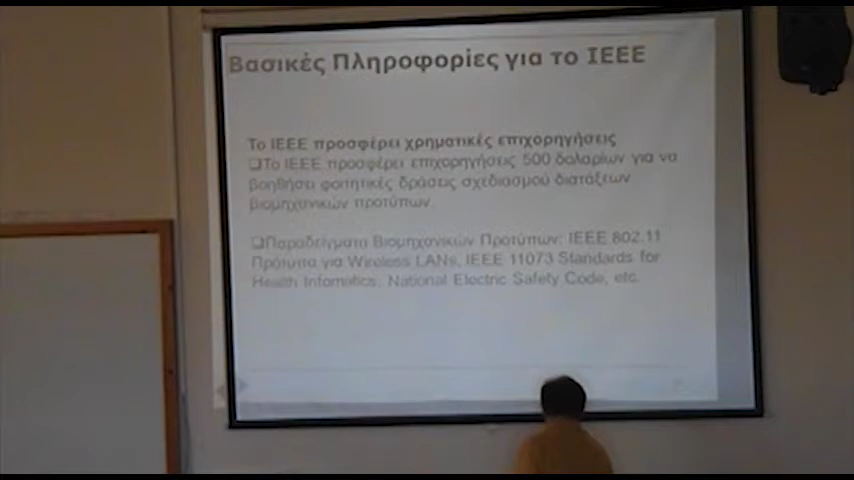 Βασικές Πληροφορίες για το IEEE
Το IEEE προσφέρει χρηματικές επιχορηγήσεις
❑Το IEEE προσφέρει επιχορηγήσεις 500 δολαρίων για να
βοηθήσει φοιτητικές δράσεις σχεδιασμού διατάξεων
βιομηχανικών προτύπων.
❑Παραδείγματα Βιομηχανικών Προτύπων: IEEE 802.11
Πρότυπα για Wireless LANs, IEEE 11073 Standards for
Health Infomatics, National Electric Safety Code, etc.